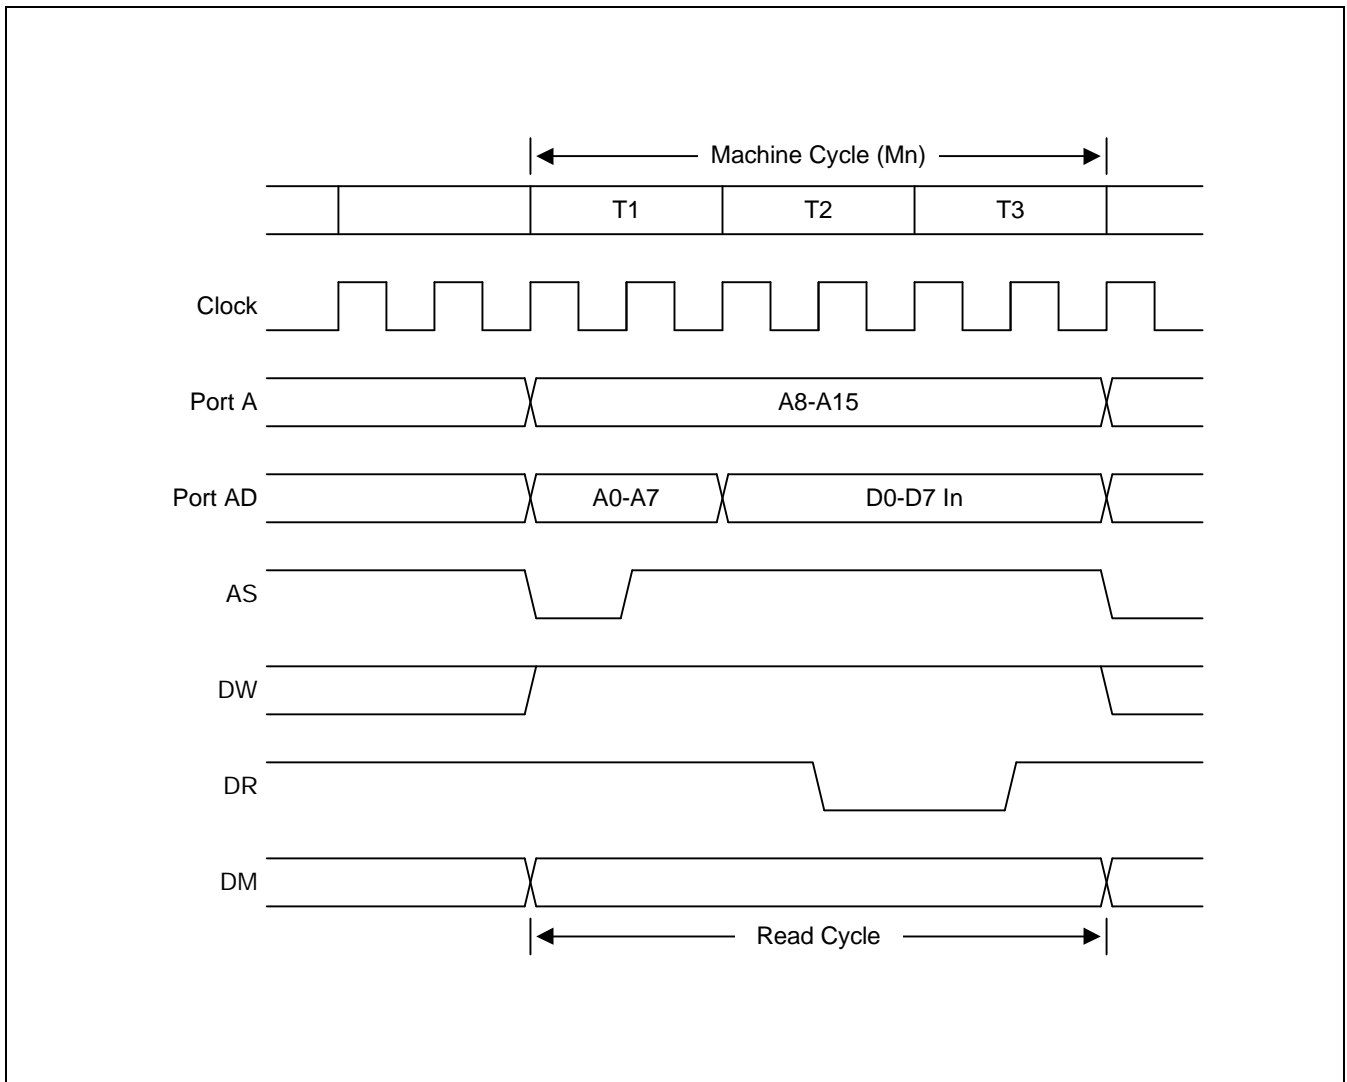 Machine Cycle (Mn)
T1 T2 T3
Clock
Port A A8-A15
Port AD A0-A7 D0-D7 In
AS
DW
DR
DM
Read Cycle